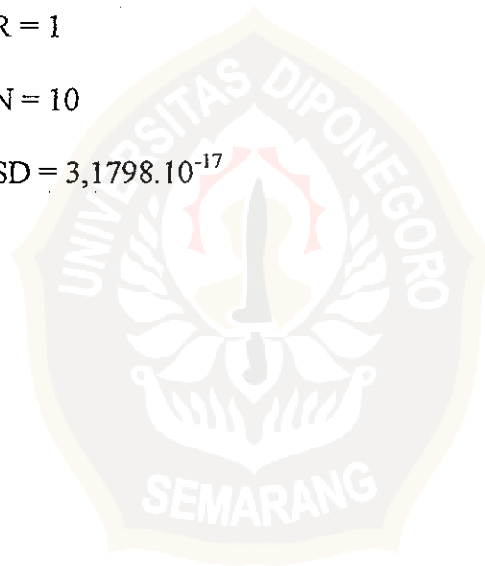 R = 1
N = 10
SD = 3,1798.10⁻¹⁷
UNIVERSITAS DIPONEGORO
SEMARANG